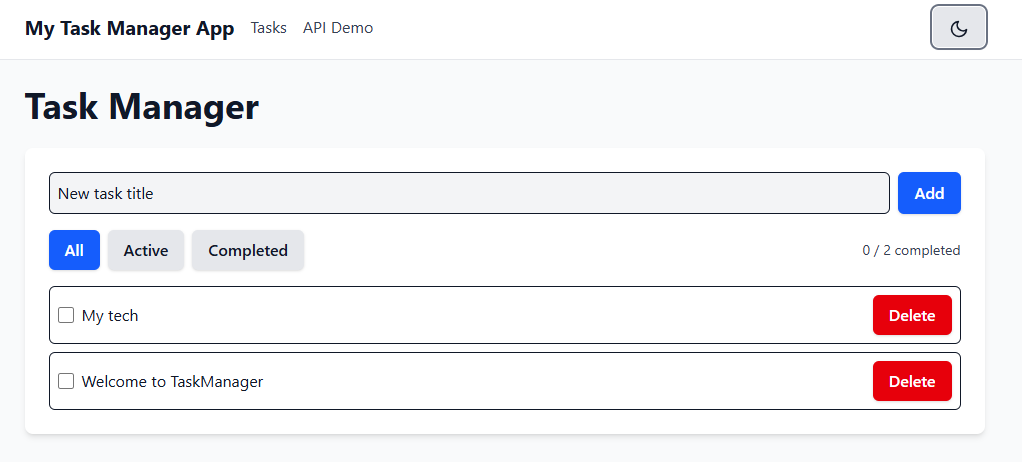 My Task Manager App Tasks API Demo
Task Manager
New task title Add
All Active Completed 0 / 2 completed
My tech Delete
Welcome to TaskManager Delete